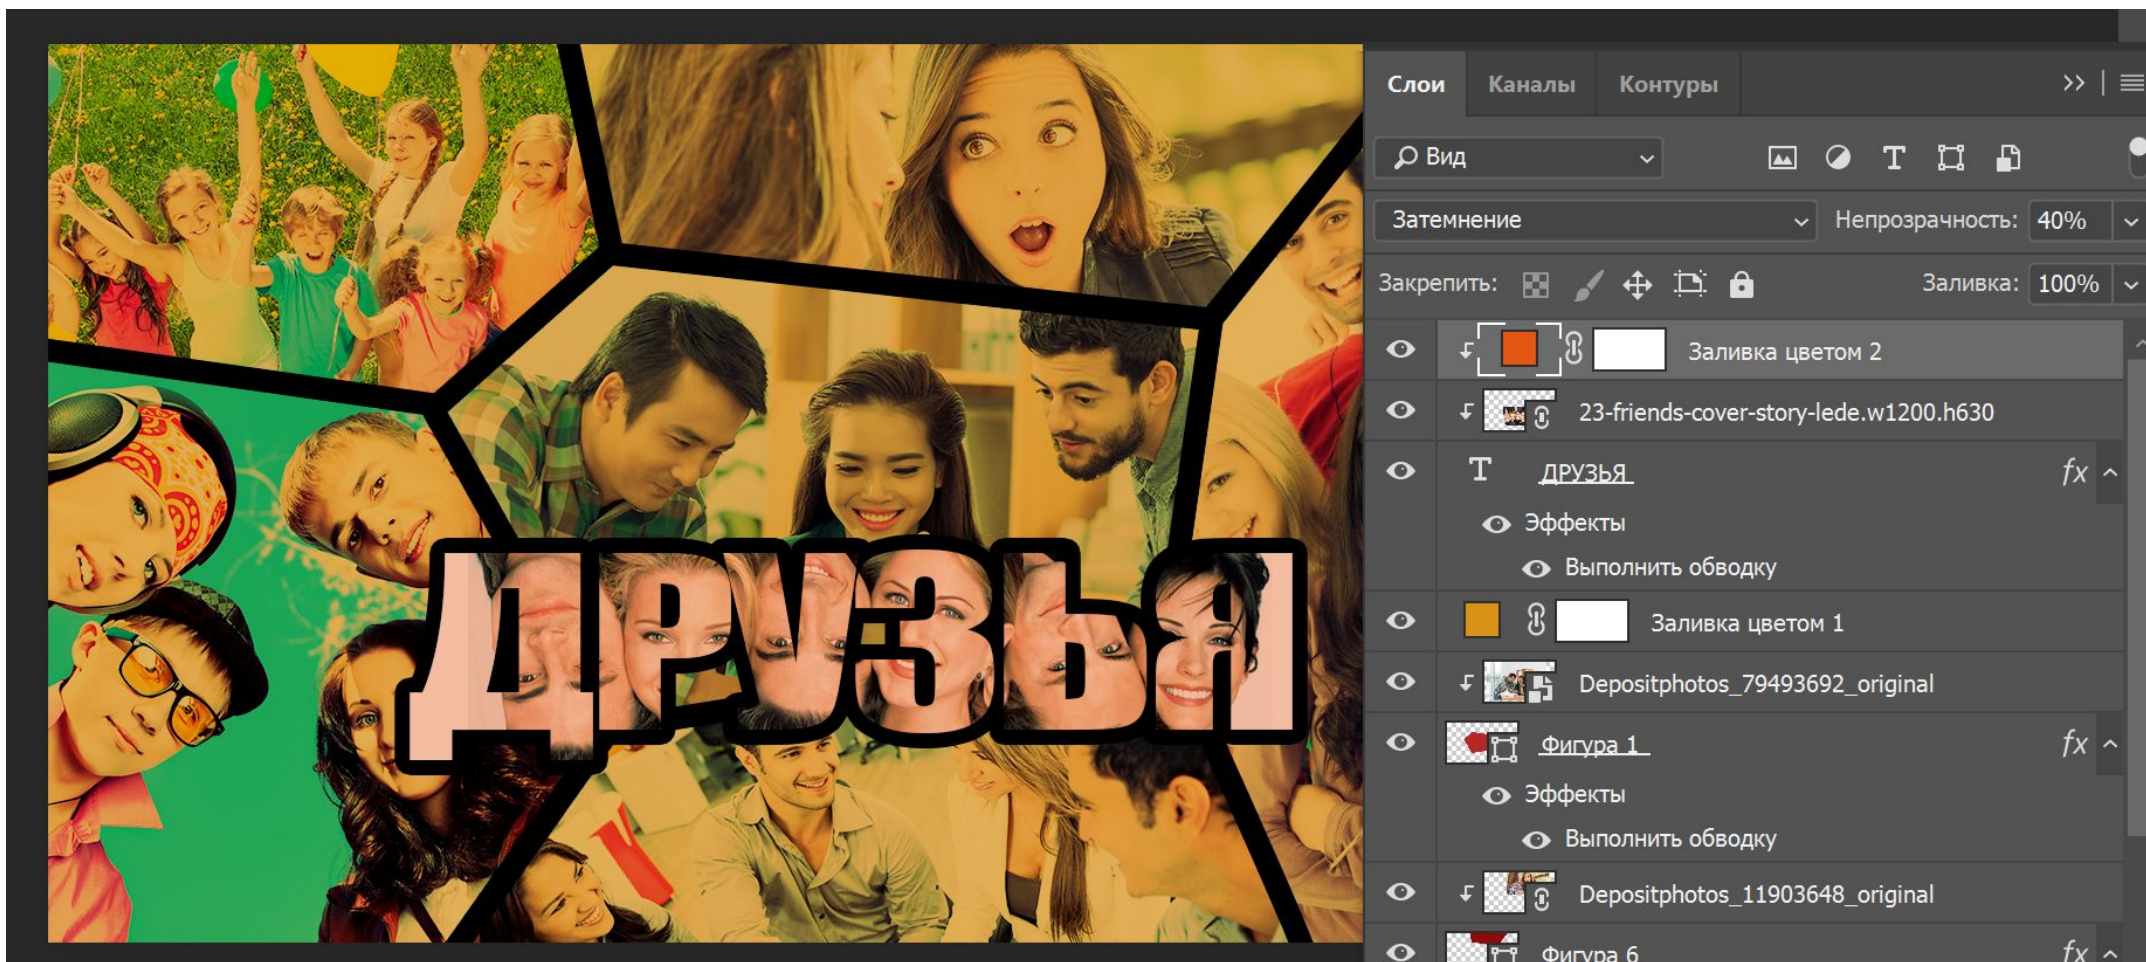 ДРУЗЬЯ
Слои Каналы Контуры >>
Вид
Затемнение Непрозрачность: 40%
Закрепить: Заливка: 100%
Заливка цветом 2
23-friends-cover-story-lede.w1200.h630
T ДРУЗЬЯ fx
Эффекты
Выполнить обводку
Заливка цветом 1
Depositphotos_79493692_original
Фигура 1 fx
Эффекты
Выполнить обводку
Depositphotos_11903648_original
Фигура 6 fx